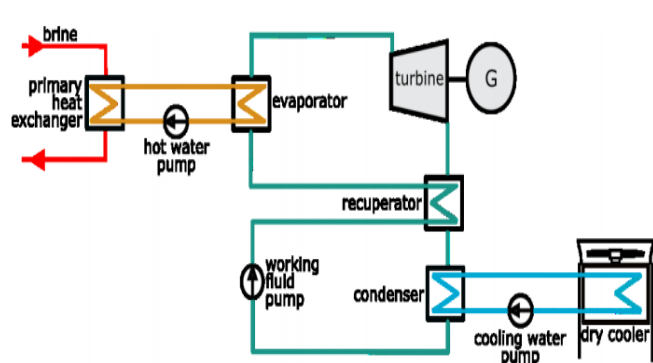 brine
primary
heat
exchanger
evaporator
hot water
pump
turbine
G
recuperator
working
fluid
pump
condenser
cooling water
pump
dry cooler